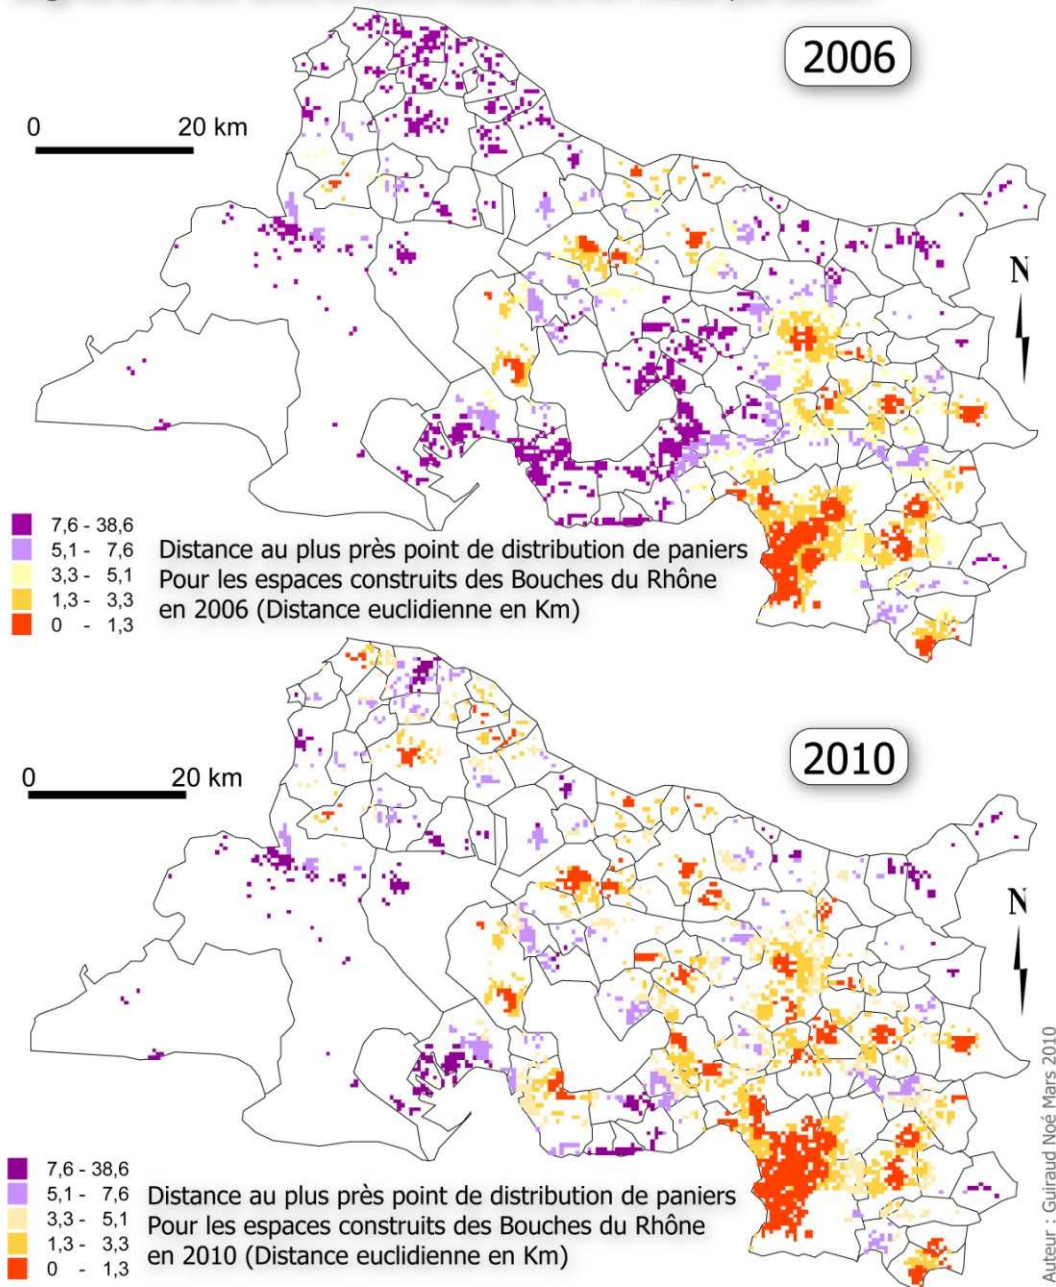 2006
0 20 km
N
7,6 - 38,6
5,1 - 7,6
3,3 - 5,1
1,3 - 3,3
0 - 1,3
Distance au plus près point de distribution de paniers
Pour les espaces construits des Bouches du Rhône
en 2006 (Distance euclidienne en Km)
2010
0 20 km
N
7,6 - 38,6
5,1 - 7,6
3,3 - 5,1
1,3 - 3,3
0 - 1,3
Distance au plus près point de distribution de paniers
Pour les espaces construits des Bouches du Rhône
en 2010 (Distance euclidienne en Km)
Auteur : Guiraud Noé Mars 2010